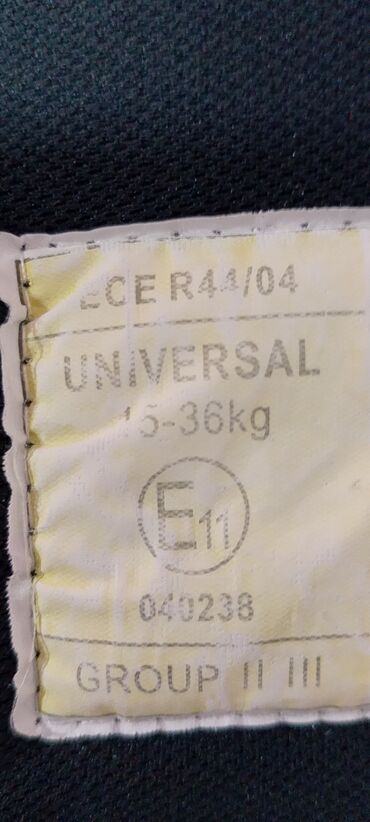 ECE R44/04
UNIVERSAL
15-36kg
E11
040238
GROUP II III